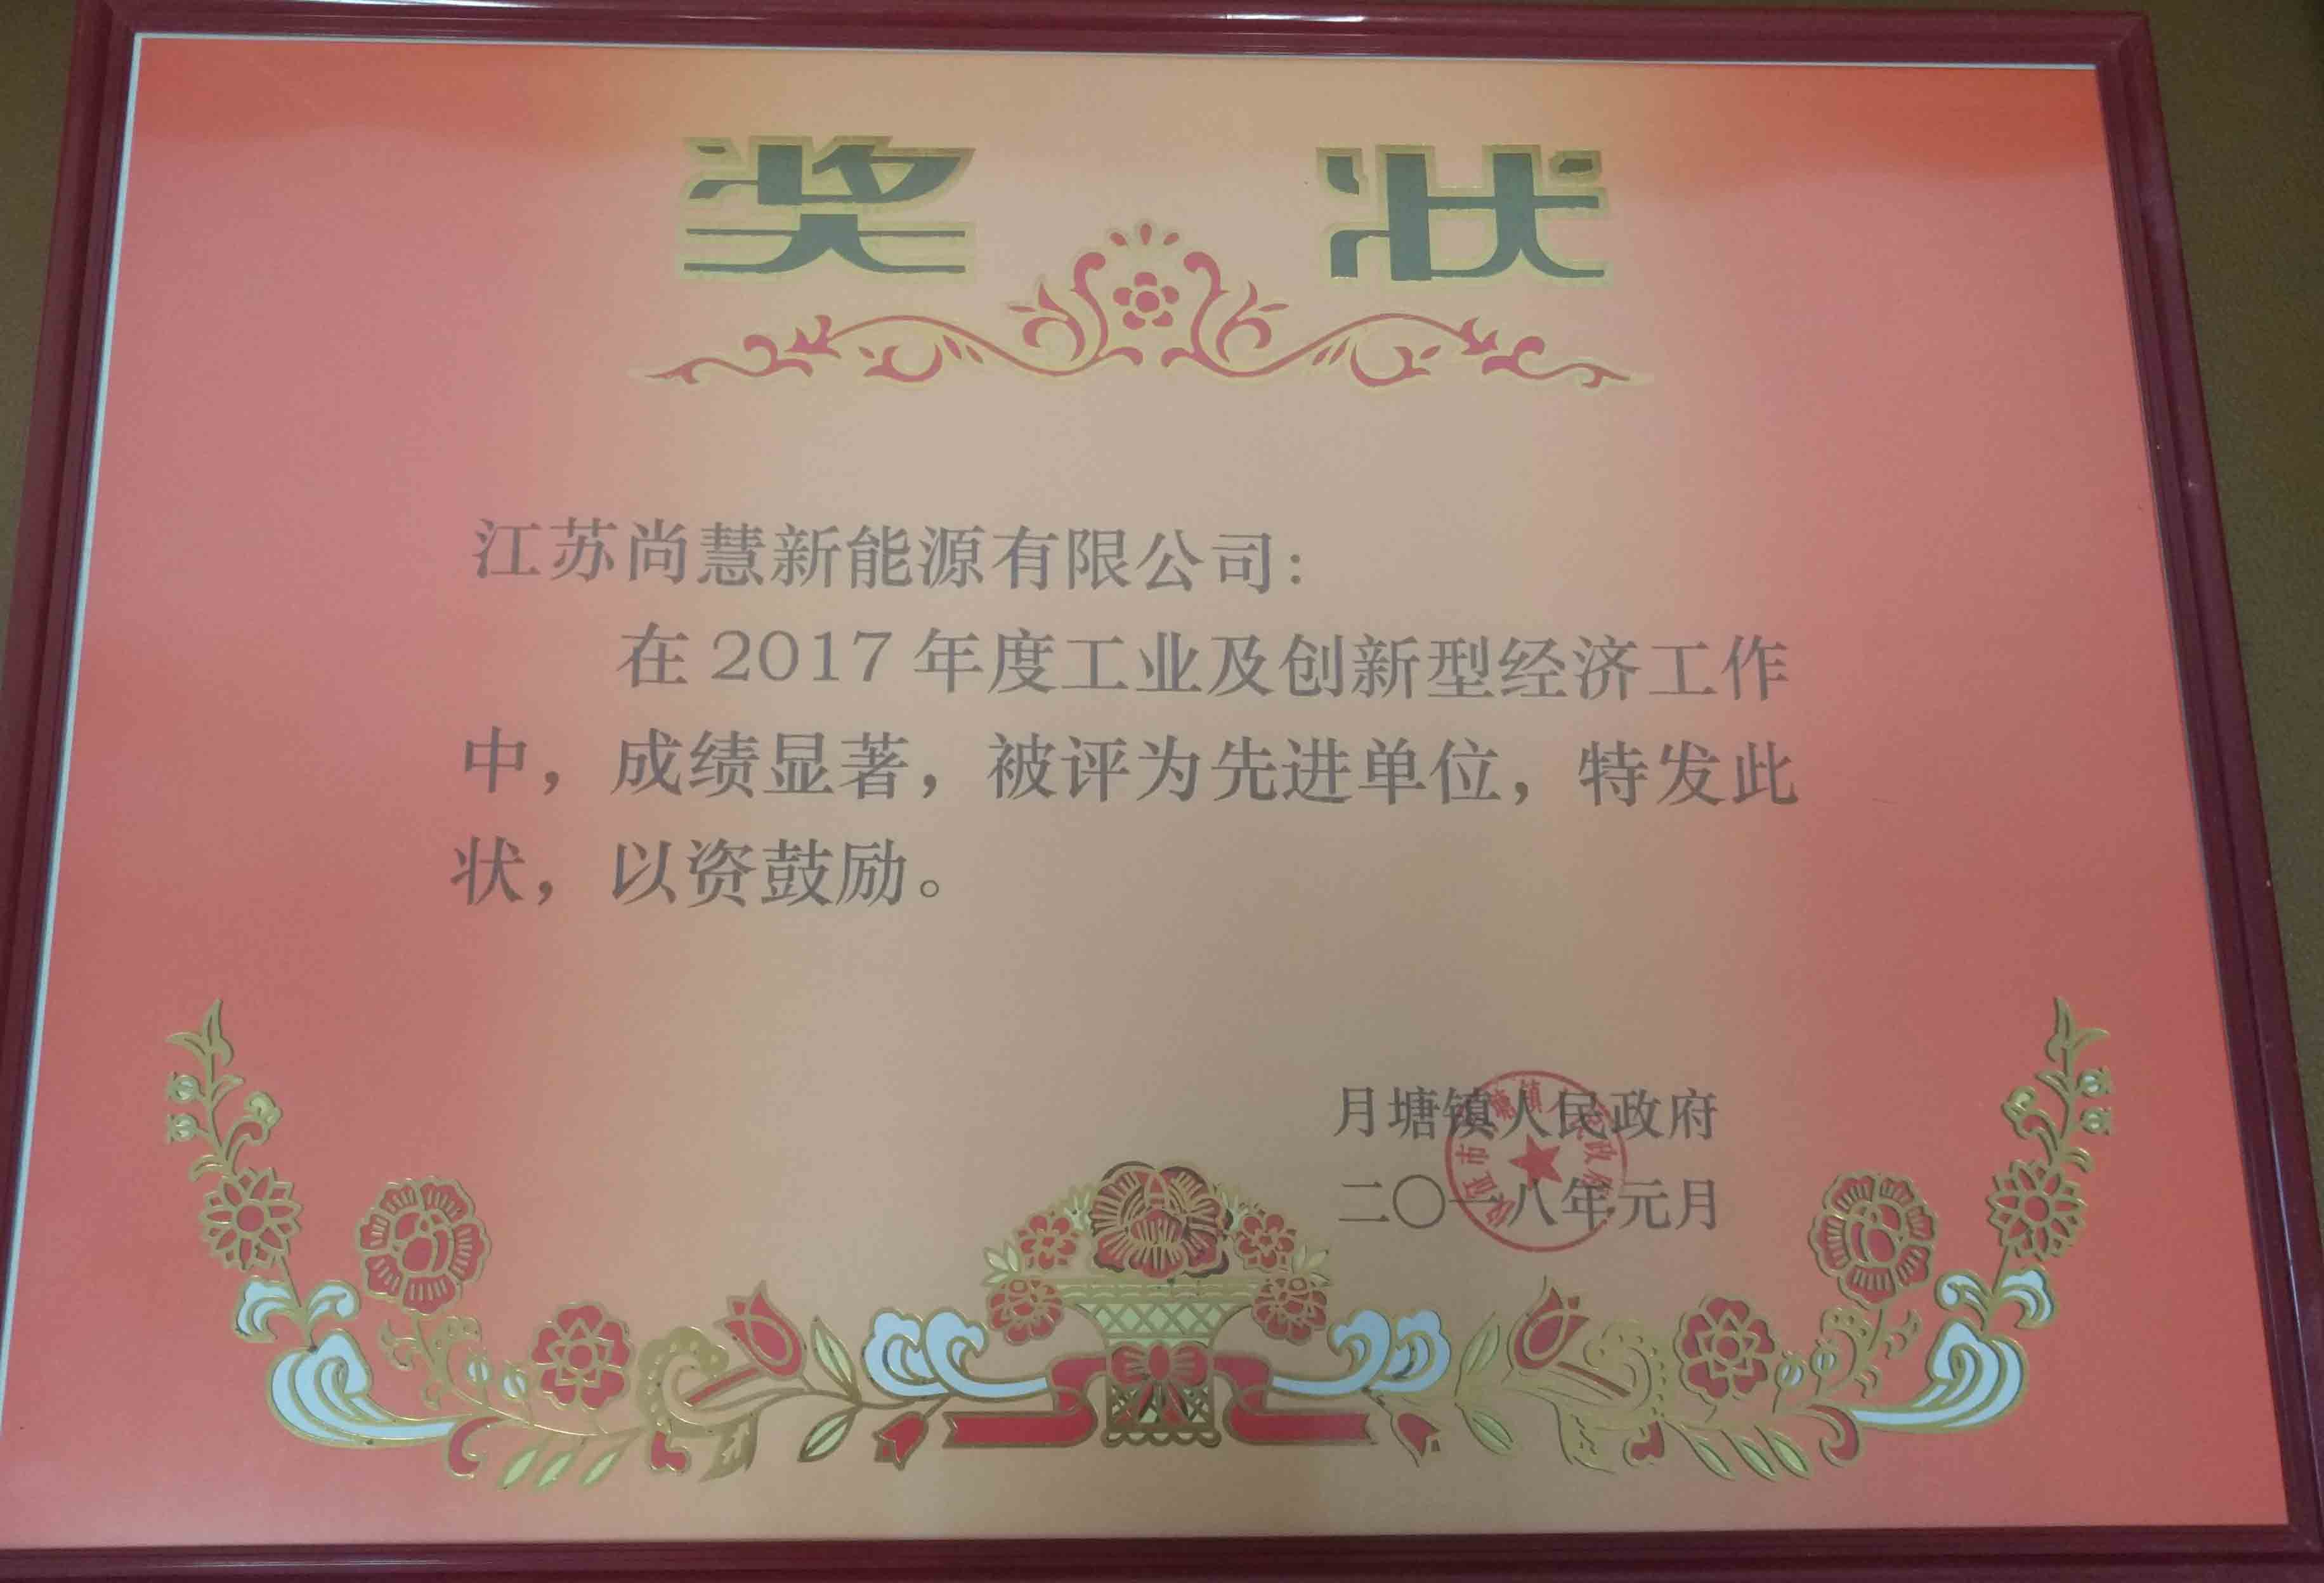 奖状
江苏尚慧新能源有限公司：
在2017年度工业及创新型经济工作
中，成绩显著，被评为先进单位，特发此
状，以资鼓励。
月塘镇人民政府
二〇一八年元月